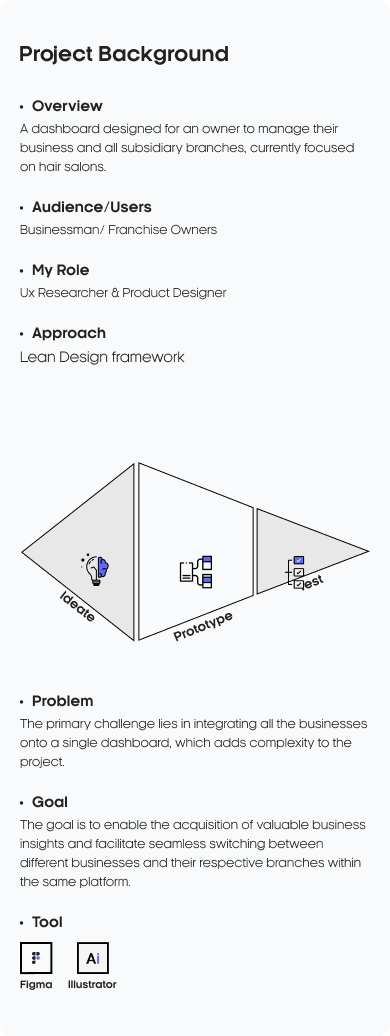 Project Background
• Overview
A dashboard designed for an owner to manage their
business and all subsidiary branches, currently focused
on hair salons.
• Audience/Users
Businessman/ Franchise Owners
• My Role
Ux Researcher & Product Designer
• Approach
Lean Design framework
Ideate
Prototype
Test
• Problem
The primary challenge lies in integrating all the businesses
onto a single dashboard, which adds complexity to the
project.
• Goal
The goal is to enable the acquisition of valuable business
insights and facilitate seamless switching between
different businesses and their respective branches within
the same platform.
• Tool
Ai
Figma Illustrator